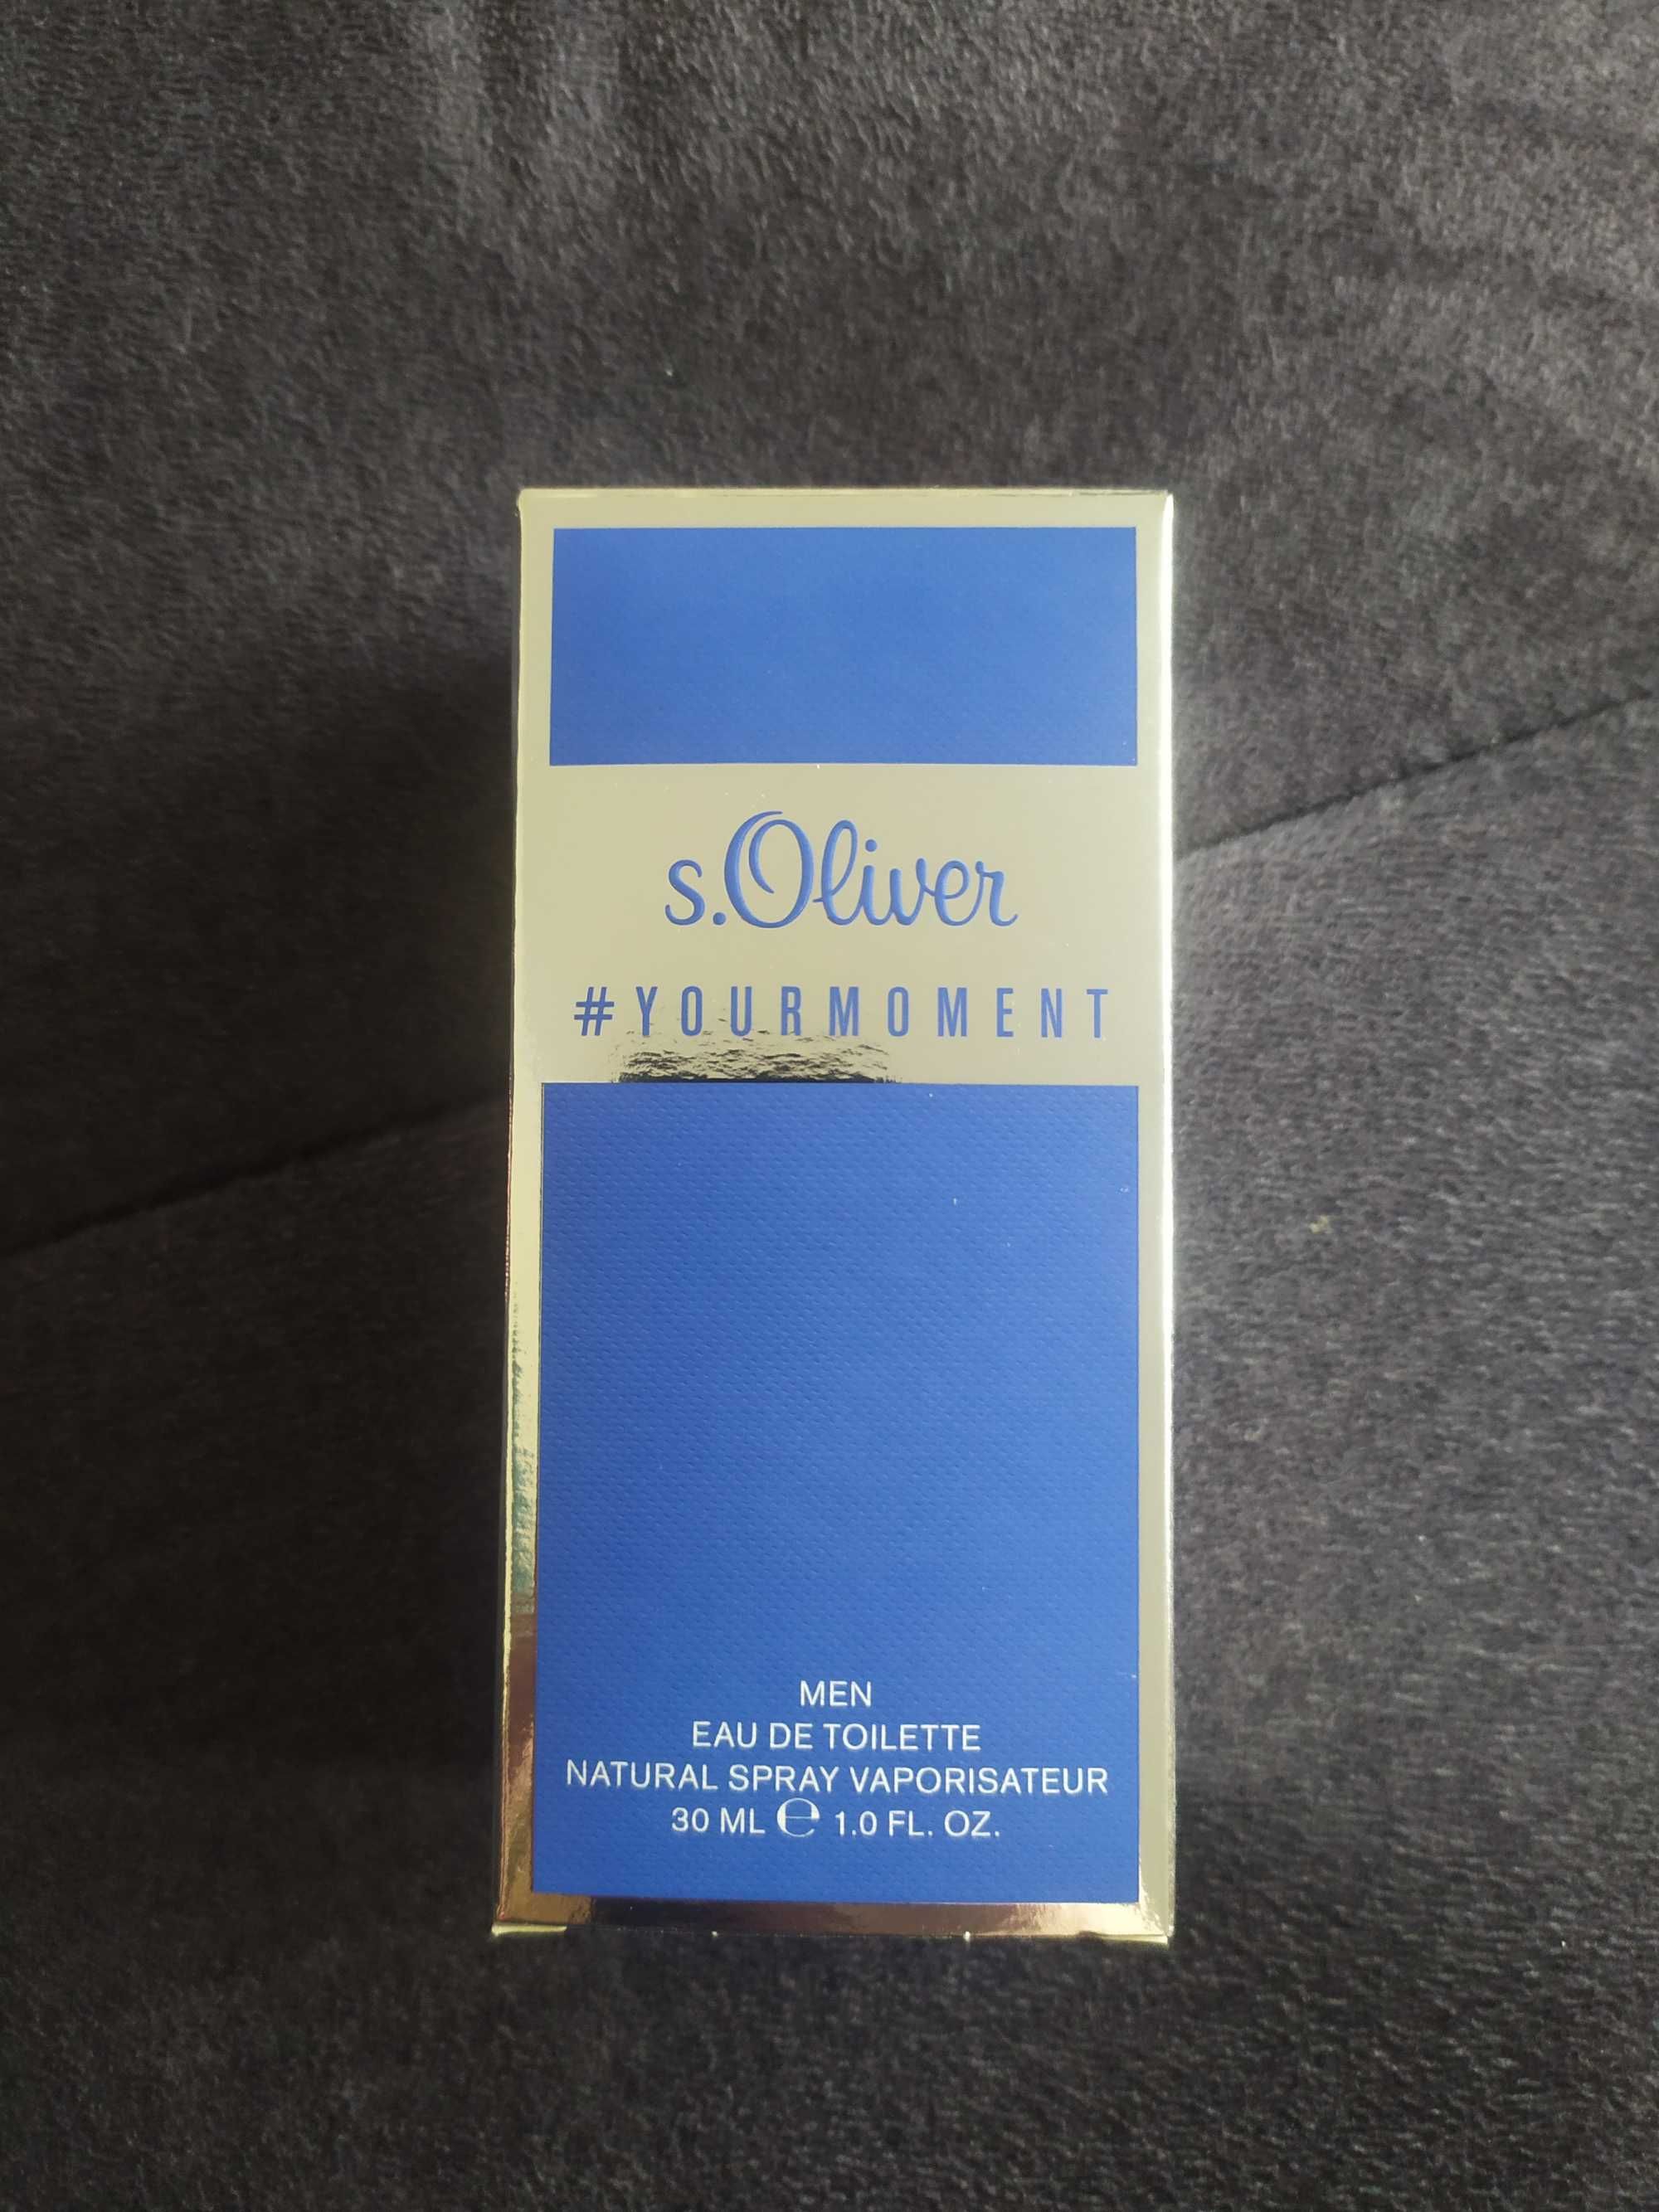 s.Oliver
#YOURMOMENT
MEN
EAU DE TOILETTE
NATURAL SPRAY VAPORISATEUR
30 ML ℮ 1.0 FL. OZ.